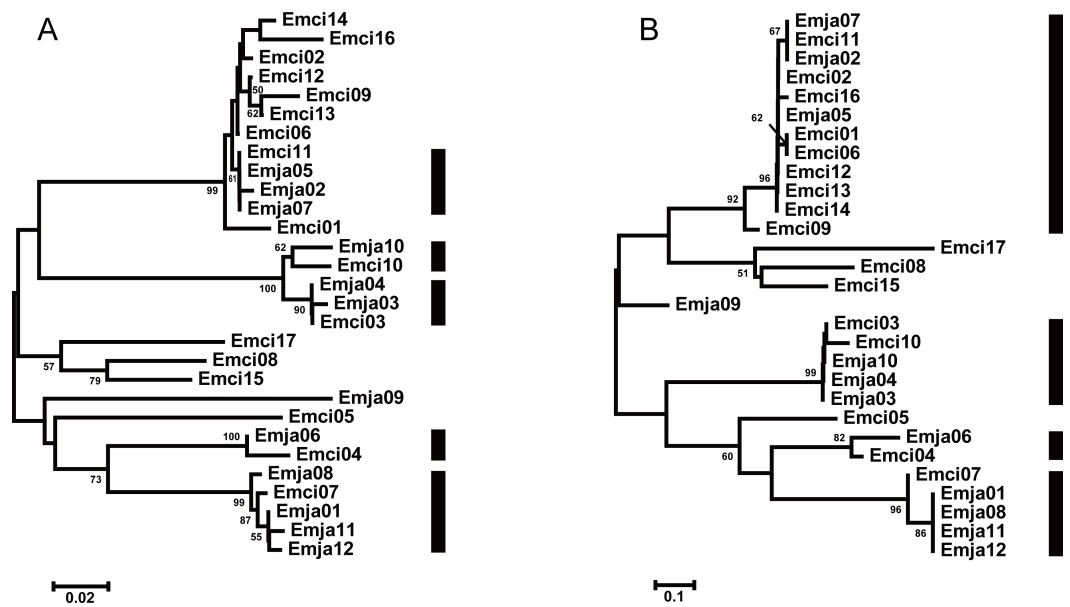 A
Emci14
Emci16
Emci02
Emci12
50
Emci09
62
Emci13
Emci06
Emci11
Emja05
61
Emja02
99
Emja07
Emci01
62
Emja10
Emci10
100
Emja04
Emja03
90
Emci03
Emci17
57
Emci08
79
Emci15
Emja09
Emci05
100
Emja06
Emci04
73
Emja08
99
Emci07
87
Emja01
55
Emja11
Emja12
0.02
B
67
Emja07
Emci11
Emja02
Emci02
Emci16
Emja05
62
Emci01
Emci06
Emci12
96
Emci13
92
Emci14
Emci09
Emci17
51
Emci08
Emci15
Emja09
Emci03
Emci10
Emja10
99
Emja04
Emja03
Emci05
82
Emja06
60
Emci04
Emci07
96
Emja01
Emja08
86
Emja11
Emja12
0.1